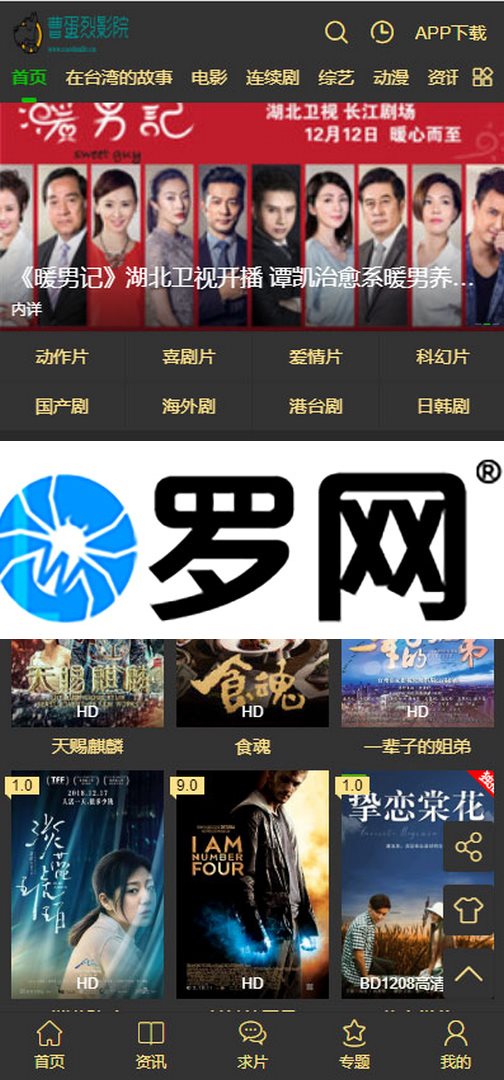 曹蛋烈影院
APP下载
首页 在台湾的故事 电影 连续剧 综艺 动漫 资讯
暖男记
sweet guy
湖北卫视 长江剧场
12月12日 暖心而至
《暖男记》湖北卫视开播 谭凯治愈系暖男养...
内详
动作片 喜剧片 爱情片 科幻片
国产剧 海外剧 港台剧 日韩剧
罗网®
天赐麒麟 食魂
HD HD HD
天赐麒麟 食魂 一辈子的姐弟
1.0 9.0 1.0
TFF
2018.12.17
I AM
NUMBER
FOUR
挚恋棠花
HD HD BD1208高清
首页 资讯 求片 专题 我的